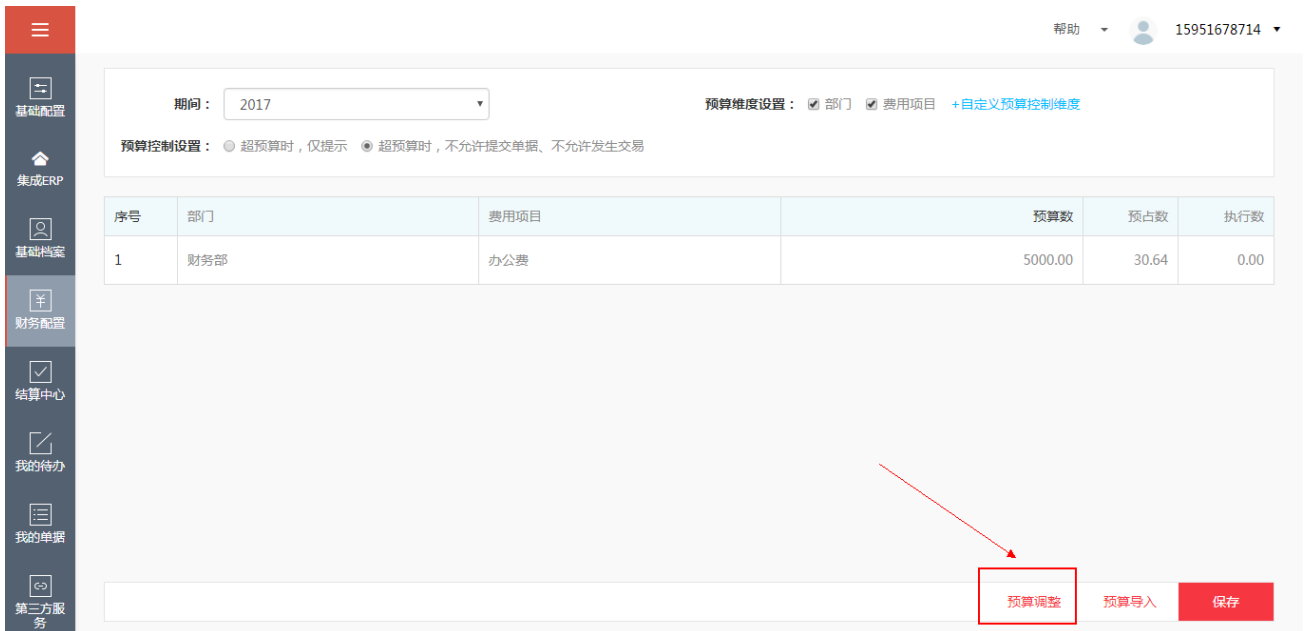 帮助
15951678714
基础配置
集成ERP
基础档案
财务配置
结算中心
我的待办
我的单据
第三方服
务
期间： 2017
预算维度设置： 部门 费用项目 +自定义预算控制维度
预算控制设置： 超预算时，仅提示 超预算时，不允许提交单据、不允许发生交易
序号 部门 费用项目 预算数 预占数 执行数
1 财务部 办公费 5000.00 30.64 0.00
预算调整 预算导入 保存